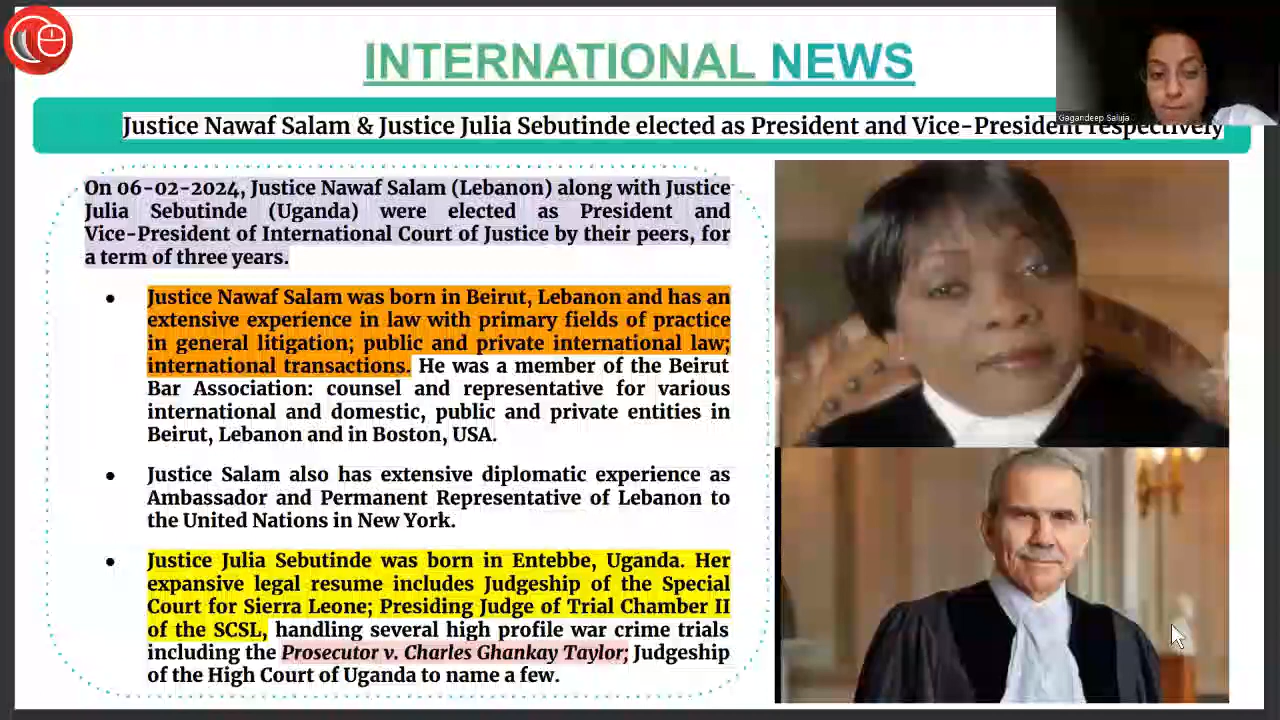 INTERNATIONAL NEWS
Gagandeep Saluja
Justice Nawaf Salam & Justice Julia Sebutinde elected as President and Vice-President respectively
On 06-02-2024, Justice Nawaf Salam (Lebanon) along with Justice
Julia Sebutinde (Uganda) were elected as President and
Vice-President of International Court of Justice by their peers, for
a term of three years.
● Justice Nawaf Salam was born in Beirut, Lebanon and has an
extensive experience in law with primary fields of practice
in general litigation; public and private international law;
international transactions. He was a member of the Beirut
Bar Association: counsel and representative for various
international and domestic, public and private entities in
Beirut, Lebanon and in Boston, USA.
● Justice Salam also has extensive diplomatic experience as
Ambassador and Permanent Representative of Lebanon to
the United Nations in New York.
● Justice Julia Sebutinde was born in Entebbe, Uganda. Her
expansive legal resume includes Judgeship of the Special
Court for Sierra Leone; Presiding Judge of Trial Chamber II
of the SCSL, handling several high profile war crime trials
including the Prosecutor v. Charles Ghankay Taylor; Judgeship
of the High Court of Uganda to name a few.